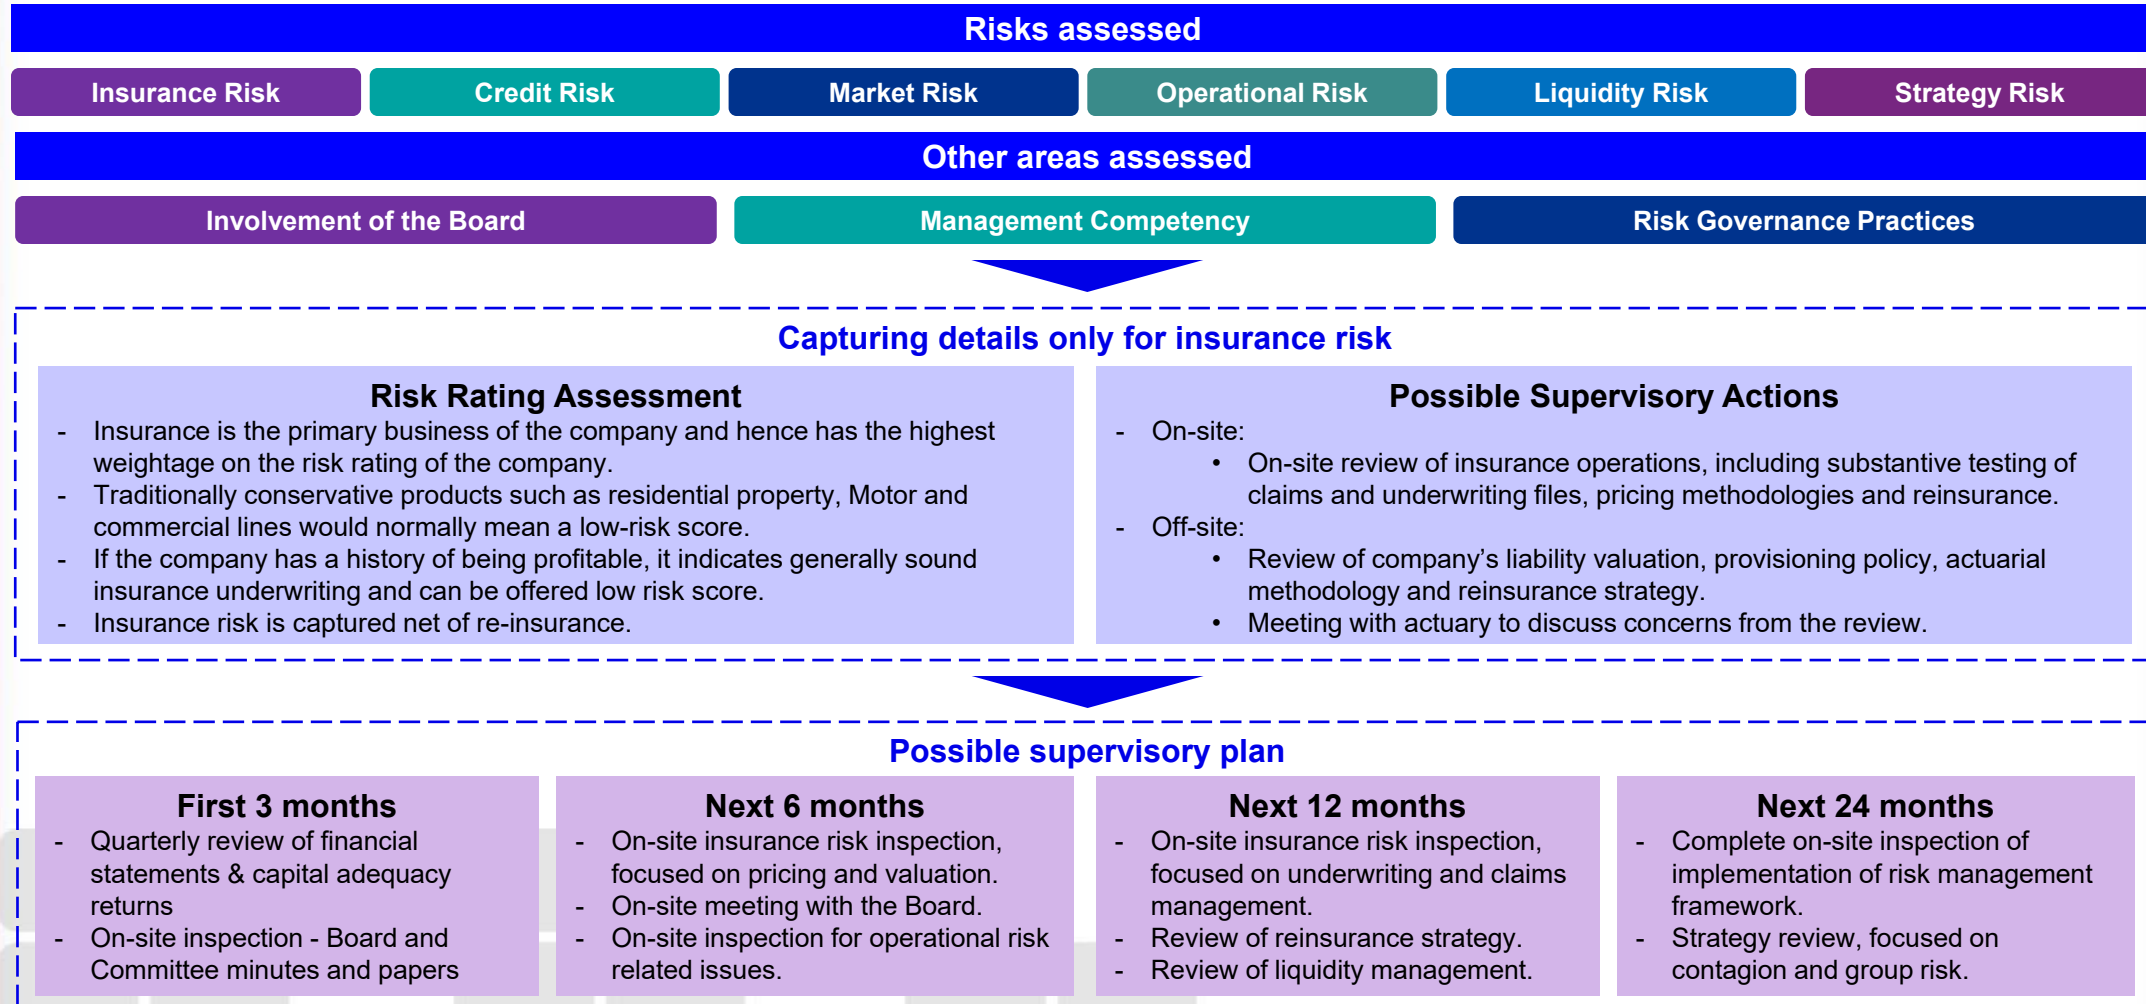 Risks assessed
Insurance Risk
Credit Risk
Market Risk
Operational Risk
Liquidity Risk
Strategy Risk
Other areas assessed
Involvement of the Board
Management Competency
Risk Governance Practices
Capturing details only for insurance risk
Risk Rating Assessment
- Insurance is the primary business of the company and hence has the highest
weightage on the risk rating of the company.
- Traditionally conservative products such as residential property, Motor and
commercial lines would normally mean a low-risk score.
- If the company has a history of being profitable, it indicates generally sound
insurance underwriting and can be offered low risk score.
- Insurance risk is captured net of re-insurance.
Possible Supervisory Actions
- On-site:
• On-site review of insurance operations, including substantive testing of
claims and underwriting files, pricing methodologies and reinsurance.
- Off-site:
• Review of company's liability valuation, provisioning policy, actuarial
methodology and reinsurance strategy.
• Meeting with actuary to discuss concerns from the review.
Possible supervisory plan
First 3 months
- Quarterly review of financial
statements & capital adequacy
returns
- On-site inspection - Board and
Committee minutes and papers
Next 6 months
- On-site insurance risk inspection,
focused on pricing and valuation.
- On-site meeting with the Board.
- On-site inspection for operational risk
related issues.
Next 12 months
- On-site insurance risk inspection,
focused on underwriting and claims
management.
- Review of reinsurance strategy.
- Review of liquidity management.
Next 24 months
- Complete on-site inspection of
implementation of risk management
framework.
- Strategy review, focused on
contagion and group risk.